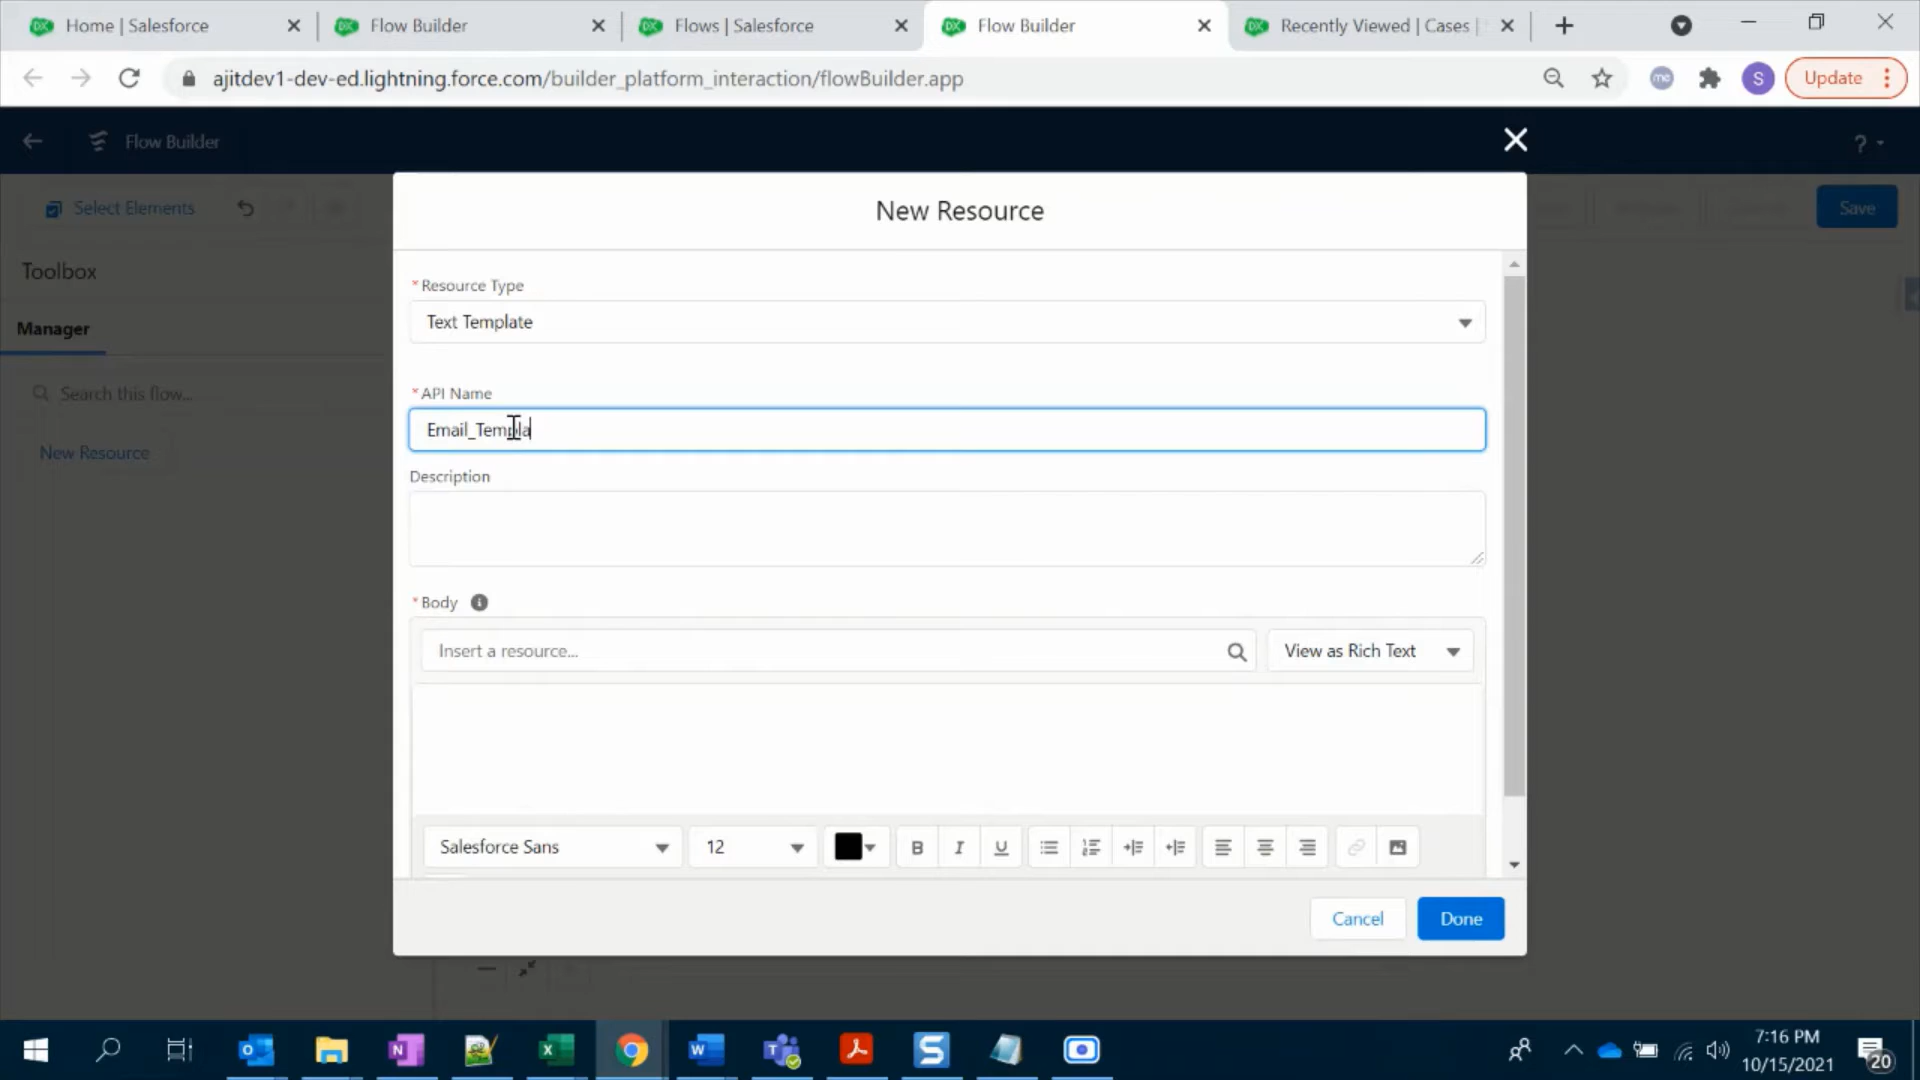 Home | Salesforce
Flow Builder
Flows | Salesforce
Flow Builder
Recently Viewed | Cases |
ajitdev1-dev-ed.lightning.force.com/builder_platform_interaction/flowBuilder.app
me
S
Update
Flow Builder
?
Select Elements
Save
Toolbox
Manager
Search this flow...
New Resource
New Resource
* Resource Type
Text Template
* API Name
Email_Templa
Description
* Body
Insert a resource...
View as Rich Text
Salesforce Sans
12
B
I
U
Cancel
Done
7:16 PM
10/15/2021
20